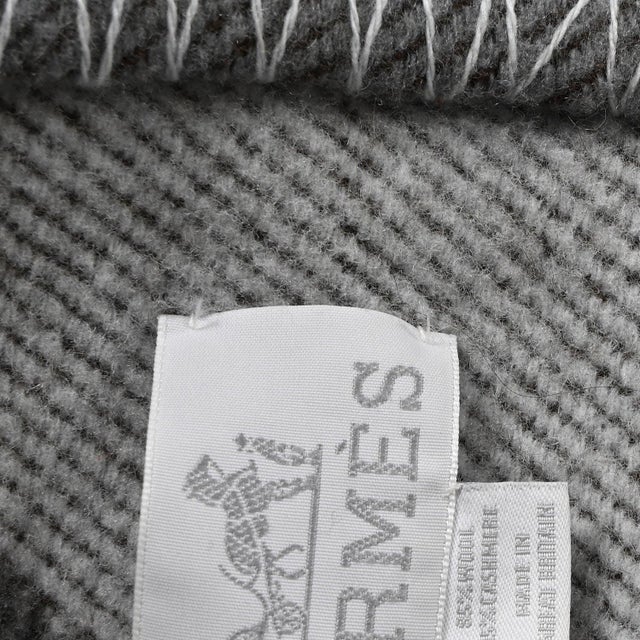 RMÈS
85% WOOL
15% CASHMERE
MADE IN
GREAT BRITAIN